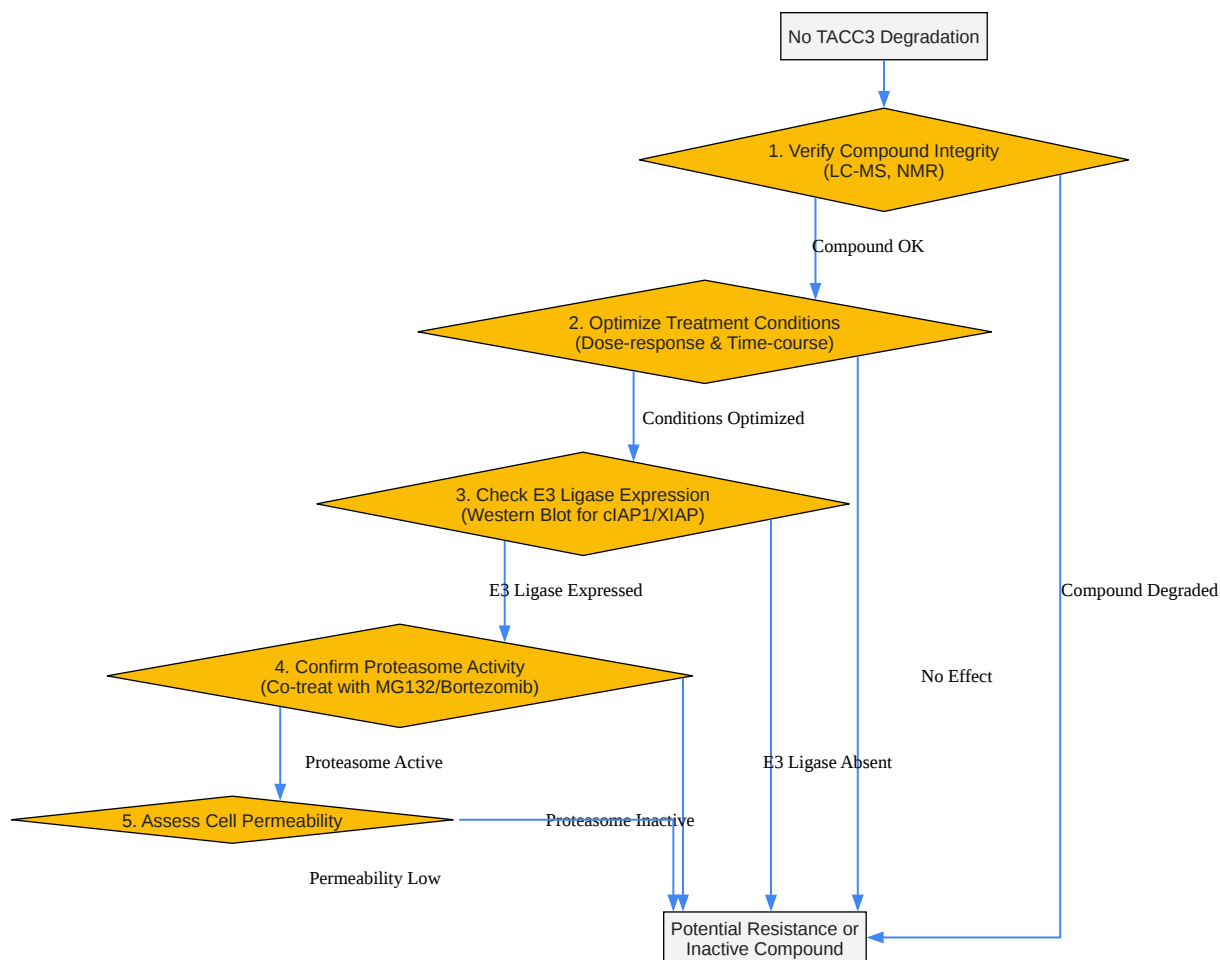 No TACC3 Degradation
1. Verify Compound Integrity
(LC-MS, NMR)
Compound OK
2. Optimize Treatment Conditions
(Dose-response & Time-course)
Conditions Optimized
3. Check E3 Ligase Expression
(Western Blot for cIAP1/XIAP)
E3 Ligase Expressed
Compound Degraded
4. Confirm Proteasome Activity
(Co-treat with MG132/Bortezomib)
No Effect
Proteasome Active
E3 Ligase Absent
5. Assess Cell Permeability
Proteasome Inactive
Permeability Low
Potential Resistance or
Inactive Compound